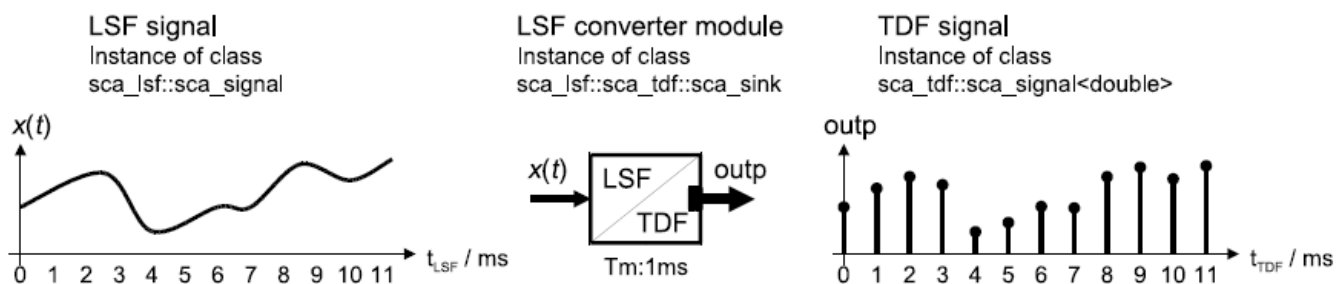 LSF signal
Instance of class
sca_lsf::sca_signal
LSF converter module
Instance of class
sca_lsf::sca_tdf::sca_sink
TDF signal
Instance of class
sca_tdf::sca_signal<double>
x(t)
0 1 2 3 4 5 6 7 8 9 10 11
t_LSF / ms
x(t)
LSF
TDF
outp
Tm:1ms
outp
0 1 2 3 4 5 6 7 8 9 10 11
t_TDF / ms